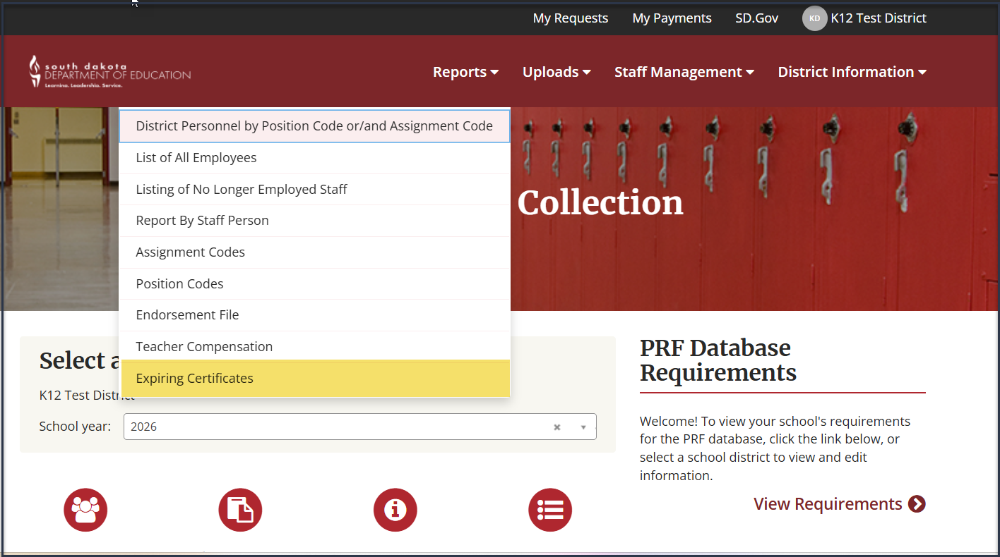 My Requests My Payments SD.Gov KD K12 Test District
south dakota
DEPARTMENT OF EDUCATION
Learning. Leadership. Service.
Reports Uploads Staff Management District Information
District Personnel by Position Code or/and Assignment Code
List of All Employees
Listing of No Longer Employed Staff
Report By Staff Person
Assignment Codes
Position Codes
Endorsement File
Teacher Compensation
Expiring Certificates
Collection
Select a
K12 Test District
School year: 2026
PRF Database
Requirements
Welcome! To view your school's requirements
for the PRF database, click the link below, or
select a school district to view and edit
information.
View Requirements